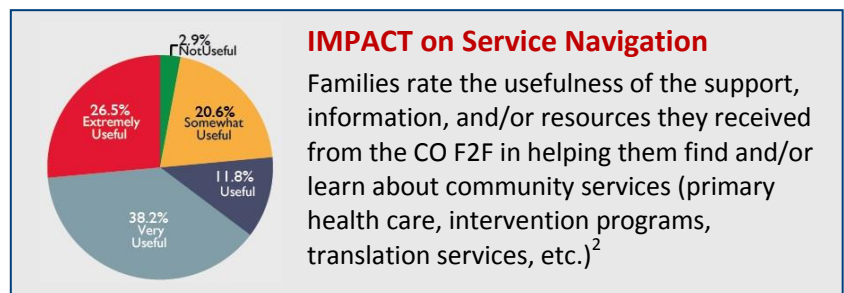 2.9%
NotUseful
26.5%
Extremely
Useful
20.6%
Somewhat
Useful
11.8%
Useful
38.2%
Very
Useful
IMPACT on Service Navigation
Families rate the usefulness of the support,
information, and/or resources they received
from the CO F2F in helping them find and/or
learn about community services (primary
health care, intervention programs,
translation services, etc.)2